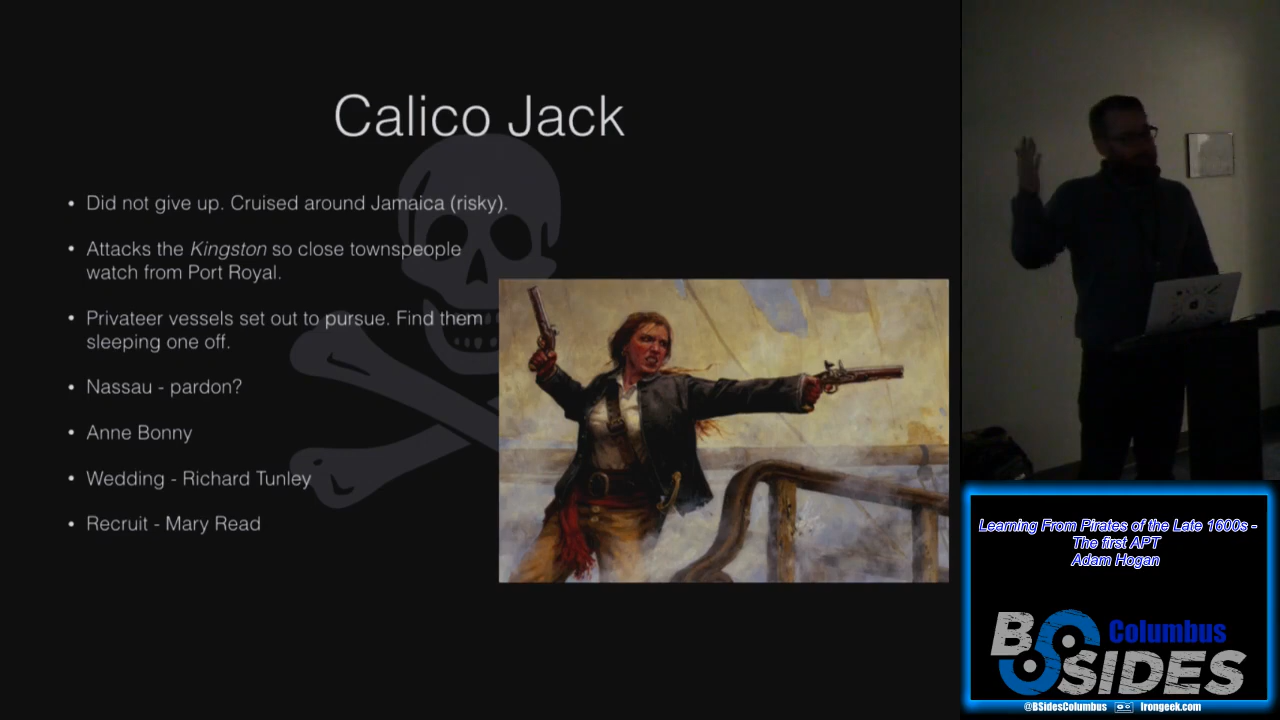 Calico Jack
• Did not give up. Cruised around Jamaica (risky).
• Attacks the Kingston so close townspeople
watch from Port Royal.
• Privateer vessels set out to pursue. Find them
sleeping one off.
• Nassau - pardon?
• Anne Bonny
• Wedding - Richard Tunley
• Recruit - Mary Read
Learning From Pirates of the Late 1600s -
The first APT
Adam Hogan
BSIDES
Columbus
@BSidesColumbus Irongeek.com